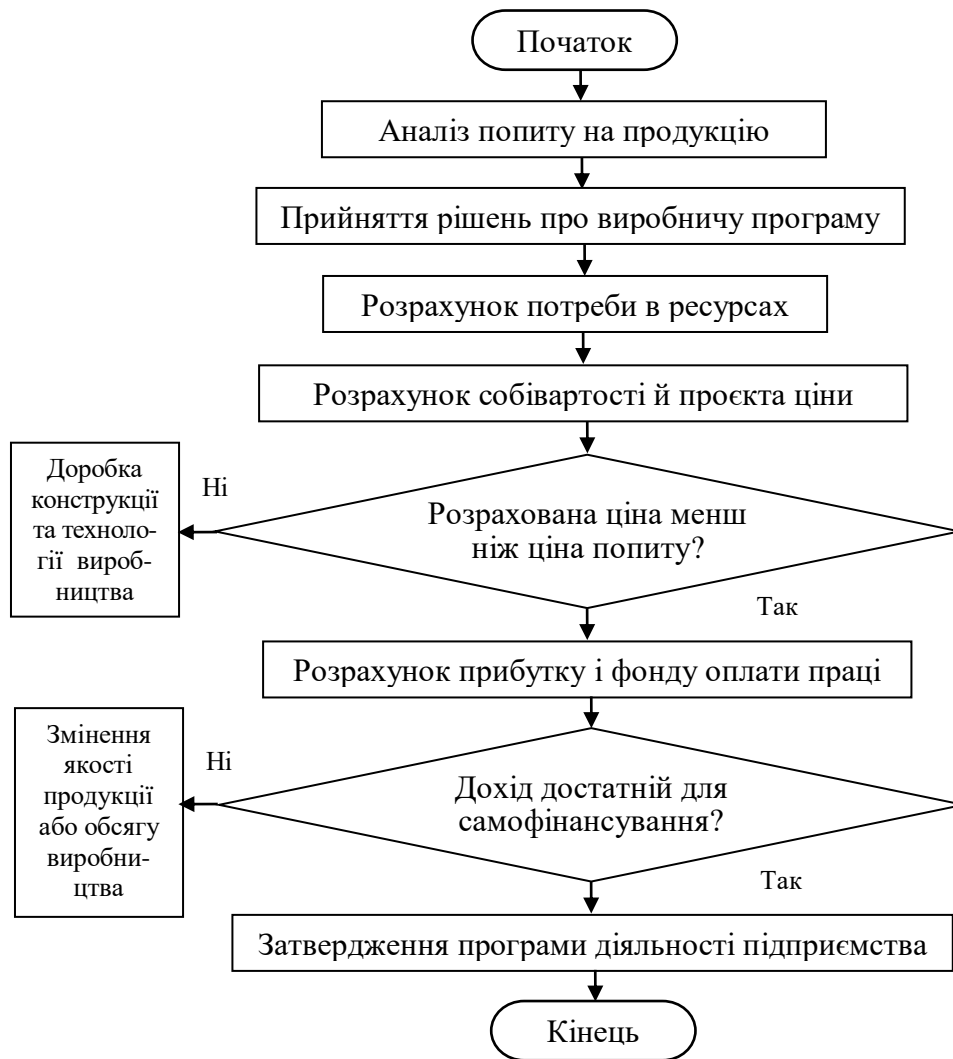 Початок
Аналіз попиту на продукцію
Прийняття рішень про виробничу програму
Розрахунок потреби в ресурсах
Розрахунок собівартості й проєкта ціни
Доробка
конструкції
та техноло-
гії вироб-
ництва
Ні
Розрахована ціна менш
ніж ціна попиту?
Так
Розрахунок прибутку і фонду оплати праці
Змінення
якості
продукції
або обсягу
виробни-
цтва
Ні
Дохід достатній для
самофінансування?
Так
Затвердження програми діяльності підприємства
Кінець